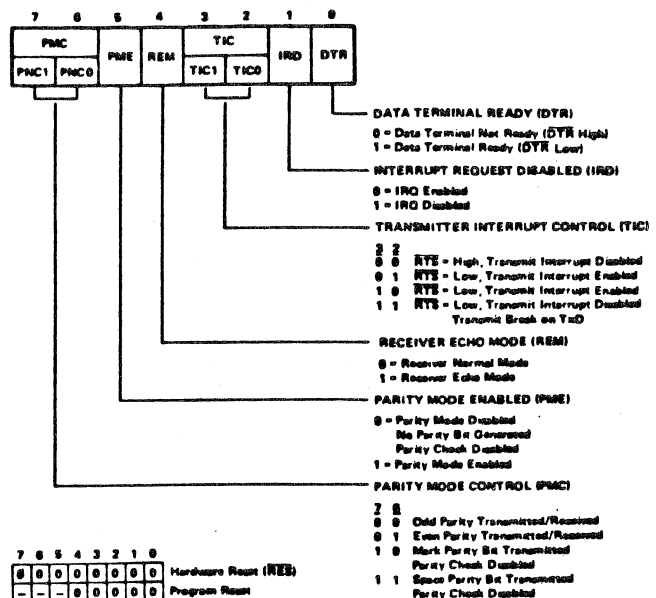 7 6 5 4 3 2 1 0
PMC PME REM TIC IRD DTR
PNC1 PNC0 TIC1 TIC0
DATA TERMINAL READY (DTR)
0 = Data Terminal Not Ready (DTR High)
1 = Data Terminal Ready (DTR Low)
INTERRUPT REQUEST DISABLED (IRD)
0 = IRQ Enabled
1 = IRQ Disabled
TRANSMITTER INTERRUPT CONTROL (TIC)
3 2
0 0 RTS = High, Transmit Interrupt Disabled
0 1 RTS = Low, Transmit Interrupt Enabled
1 0 RTS = Low, Transmit Interrupt Enabled
1 1 RTS = Low, Transmit Interrupt Disabled
Transmit Break on TxD
RECEIVER ECHO MODE (REM)
0 = Receiver Normal Mode
1 = Receiver Echo Mode
PARITY MODE ENABLED (PME)
0 = Parity Mode Disabled
No Parity Bit Generated
Parity Check Disabled
1 = Parity Mode Enabled
PARITY MODE CONTROL (PMC)
7 6
0 0 Odd Parity Transmitted/Received
0 1 Even Parity Transmitted/Received
1 0 Mark Parity Bit Transmitted
Parity Check Disabled
1 1 Space Parity Bit Transmitted
Parity Check Disabled
7 6 5 4 3 2 1 0
0 0 0 0 0 0 0 0 Hardware Reset (RES)
- - - 0 0 0 0 0 Program Reset